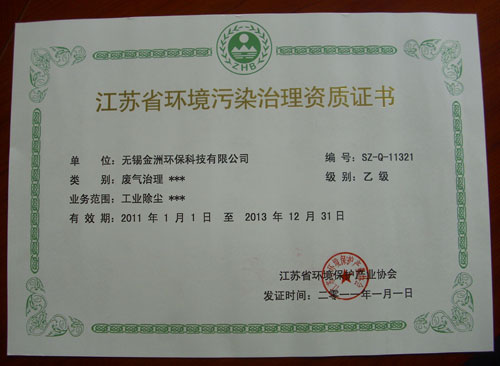 ZHB
江苏省环境污染治理资质证书
单 位：无锡金洲环保科技有限公司 编 号：SZ-Q-11321
类 别：废气治理 *** 级 别：乙 级
业务范围：工业除尘 ***
有 效 期：2011 年 1 月 1 日 至 2013 年 12 月 31 日
江苏省环境保护产业协会
发证时间：二零一一年一月一日